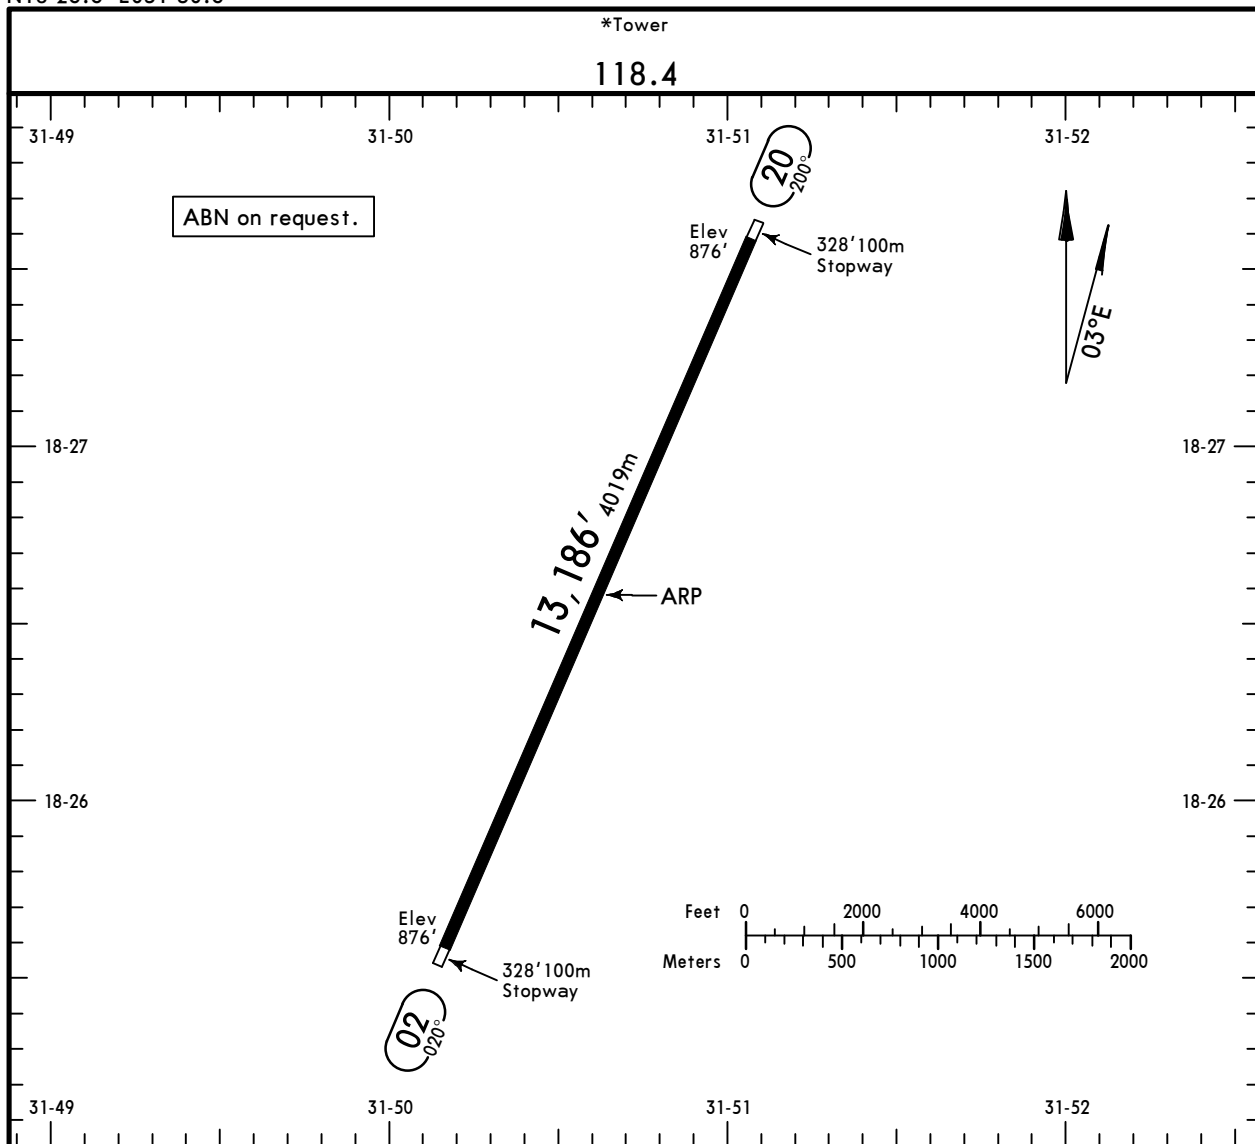 *Tower
118.4
31-49
31-50
31-51
31-52
ABN on request.
20
200°
Elev
876'
328' 100m
Stopway
03°E
18-27
18-27
13,186' 4019m
ARP
18-26
18-26
Elev
876'
328' 100m
Stopway
02
020°
Feet 0 2000 4000 6000
Meters 0 500 1000 1500 2000
31-49
31-50
31-51
31-52